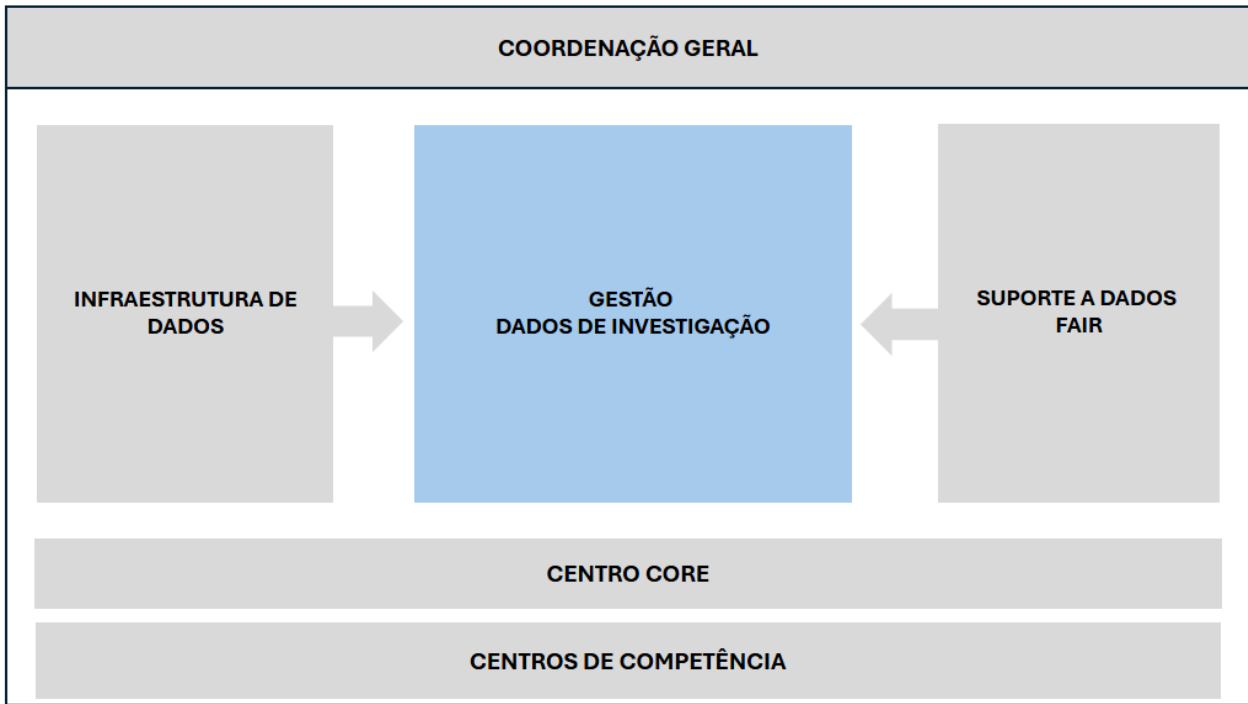 COORDENAÇÃO GERAL
INFRAESTRUTURA DE
DADOS
GESTÃO
DADOS DE INVESTIGAÇÃO
SUPORTE A DADOS
FAIR
CENTRO CORE
CENTROS DE COMPETÊNCIA